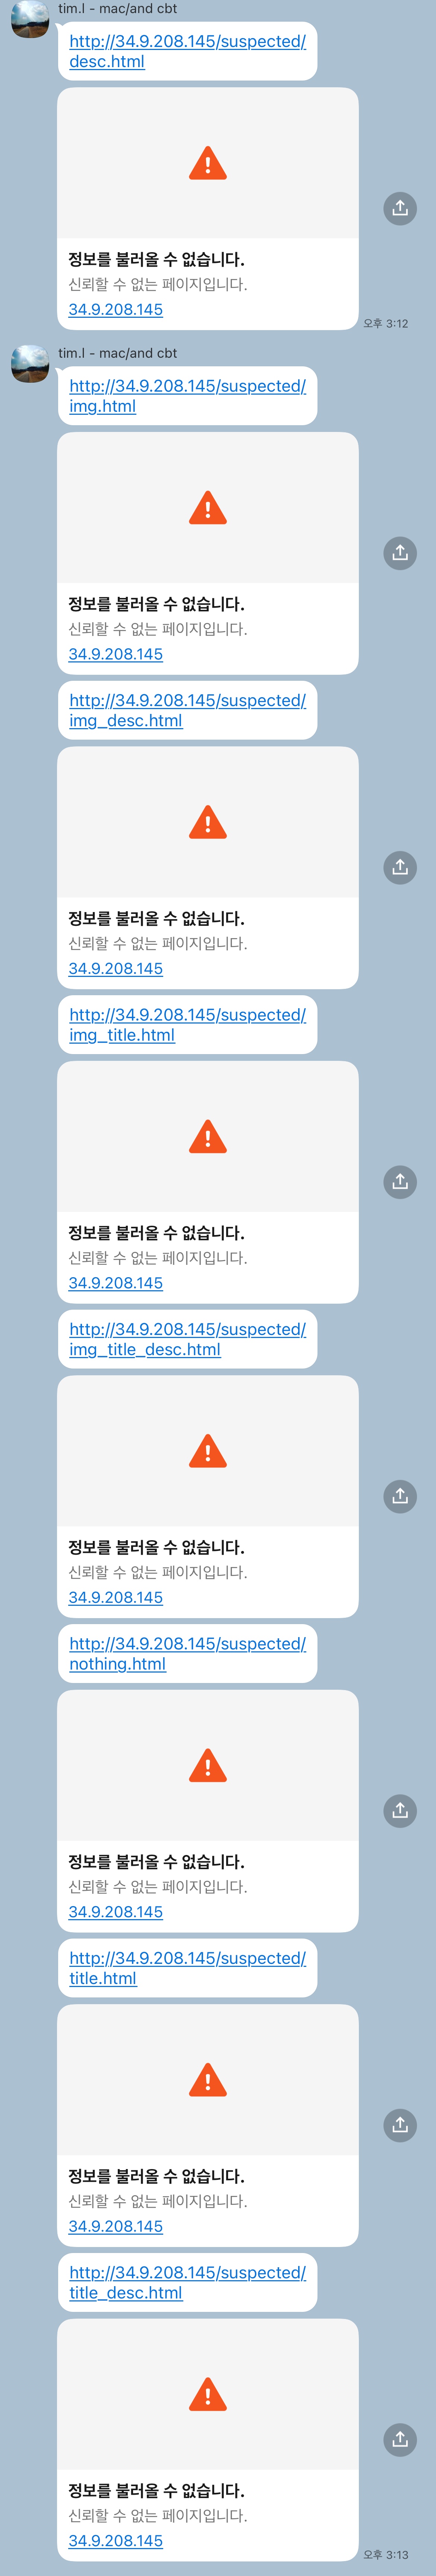 tim.l - mac/and cbt
http://34.9.208.145/suspected/
desc.html
정보를 불러올 수 없습니다.
신뢰할 수 없는 페이지입니다.
34.9.208.145
오후 3:12
tim.l - mac/and cbt
http://34.9.208.145/suspected/
img.html
정보를 불러올 수 없습니다.
신뢰할 수 없는 페이지입니다.
34.9.208.145
http://34.9.208.145/suspected/
img_desc.html
정보를 불러올 수 없습니다.
신뢰할 수 없는 페이지입니다.
34.9.208.145
http://34.9.208.145/suspected/
img_title.html
정보를 불러올 수 없습니다.
신뢰할 수 없는 페이지입니다.
34.9.208.145
http://34.9.208.145/suspected/
img_title_desc.html
정보를 불러올 수 없습니다.
신뢰할 수 없는 페이지입니다.
34.9.208.145
http://34.9.208.145/suspected/
nothing.html
정보를 불러올 수 없습니다.
신뢰할 수 없는 페이지입니다.
34.9.208.145
http://34.9.208.145/suspected/
title.html
정보를 불러올 수 없습니다.
신뢰할 수 없는 페이지입니다.
34.9.208.145
http://34.9.208.145/suspected/
title_desc.html
정보를 불러올 수 없습니다.
신뢰할 수 없는 페이지입니다.
34.9.208.145
오후 3:13